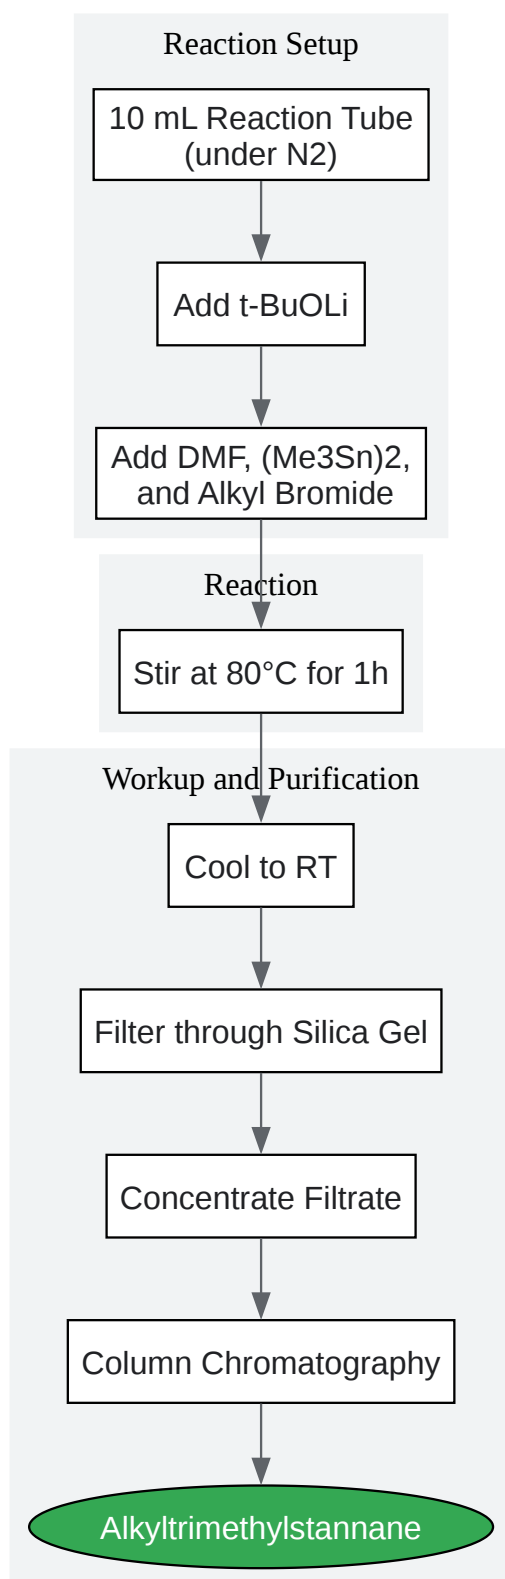 Reaction Setup
10 mL Reaction Tube
(under N2)
Add t-BuOLi
Add DMF, (Me3Sn)2,
and Alkyl Bromide
Reaction
Stir at 80°C for 1h
Workup and Purification
Cool to RT
Filter through Silica Gel
Concentrate Filtrate
Column Chromatography
Alkyltrimethylstannane